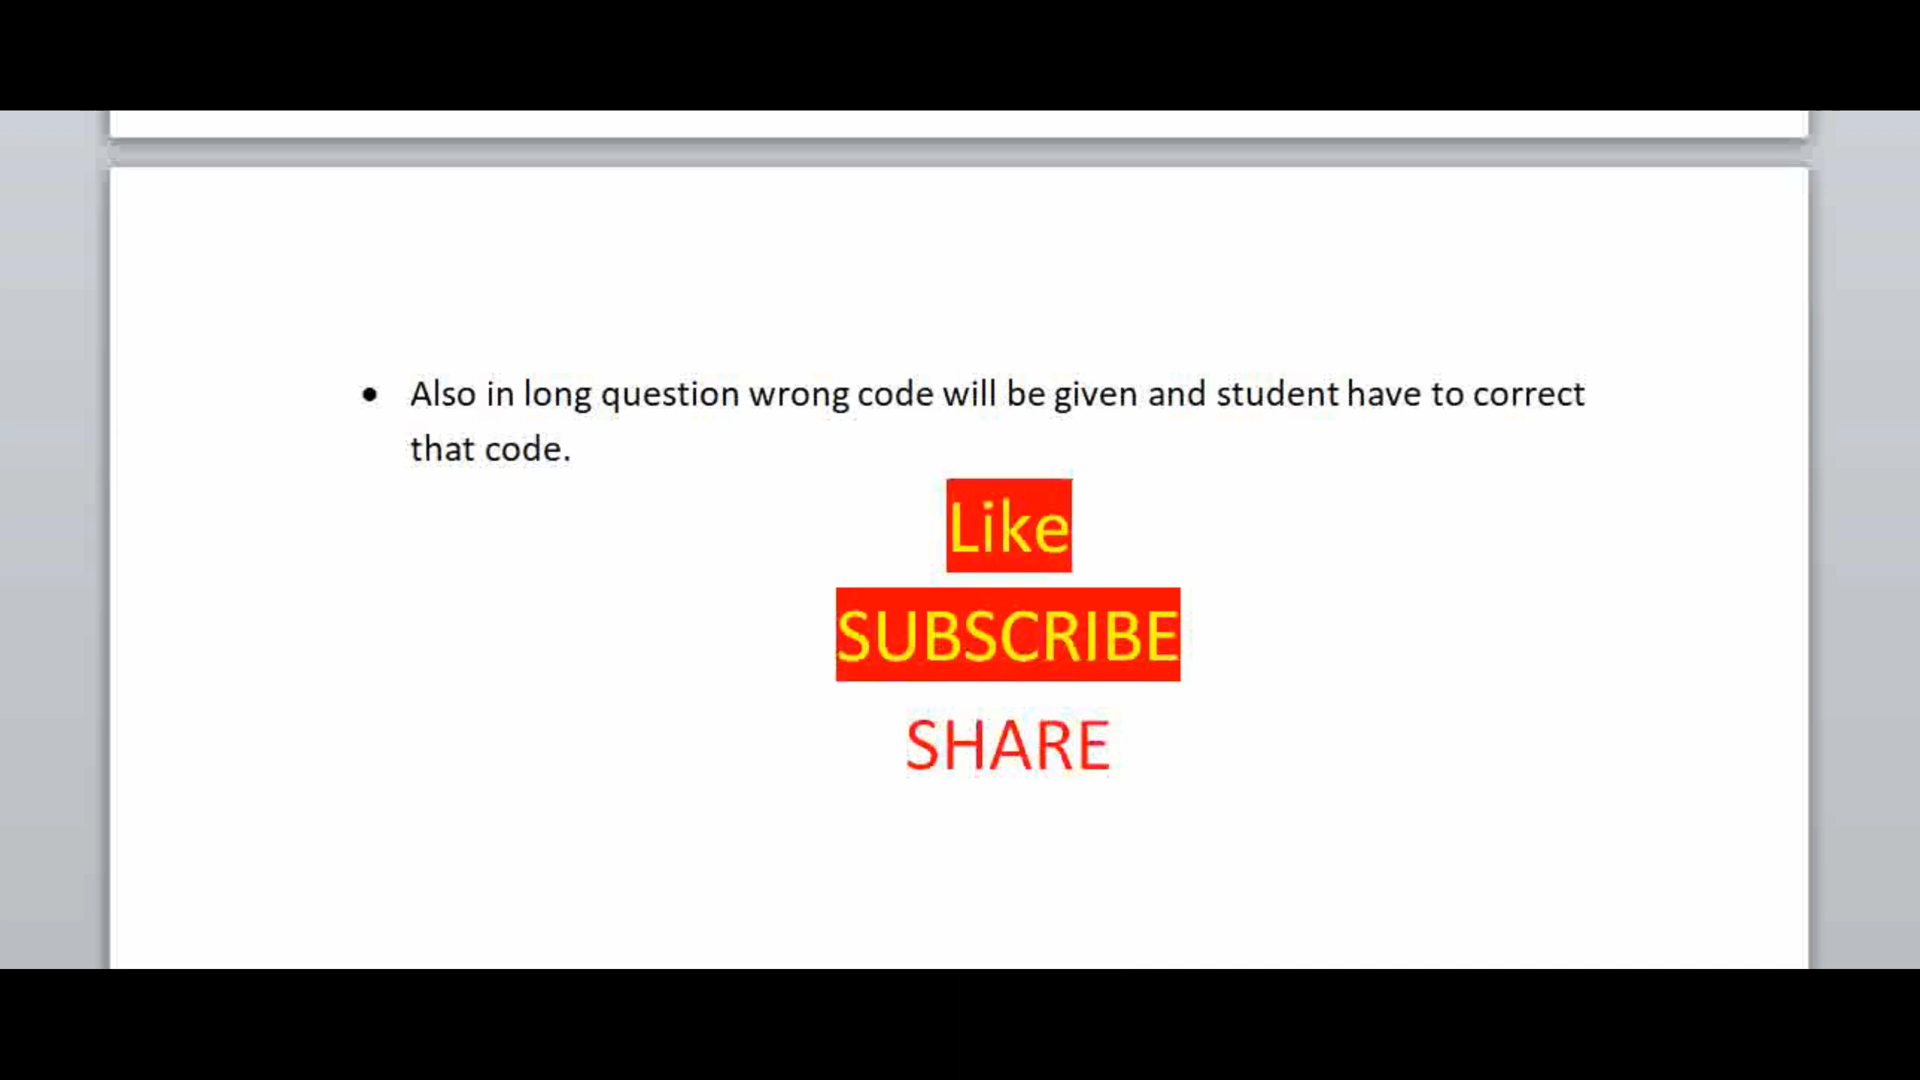 • Also in long question wrong code will be given and student have to correct
that code.
Like
SUBSCRIBE
SHARE